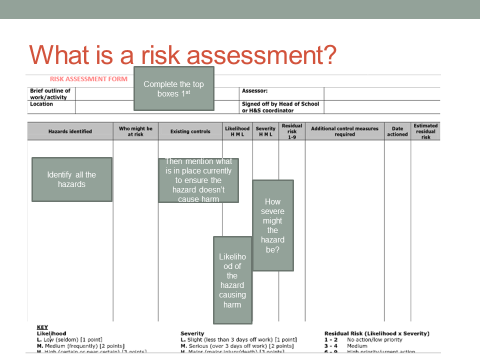 What is a risk assessment?
RISK ASSESSMENT FORM
Complete the top
boxes 1st
Brief outline of
work/activity
Assessor:
Location
Signed off by Head of School
or H&S coordinator
Hazards identified
Who might be
at risk
Existing controls
Likelihood
H M L
Severity
H M L
Residual
risk
1-9
Additional control measures
required
Date
actioned
Estimated
residual
risk
Identify all the
hazards
Then mention what
is in place currently
to ensure the
hazard doesn't
cause harm
How
severe
might
the
hazard
be?
Likeliho
od of
the
hazard
causing
harm
KEY
Likelihood
L. Low (seldom) [1 point]
M. Medium (frequently) [2 points]
H. High (certain or near certain) [3 points]
Severity
L. Slight (less than 3 days off work) [1 point]
M. Serious (over 3 days off work) [2 points]
H. Major (major injury/death) [3 points]
Residual Risk (Likelihood x Severity)
1 - 2 No action/low priority
3 - 4 Medium
6 - 9 High priority/urgent action